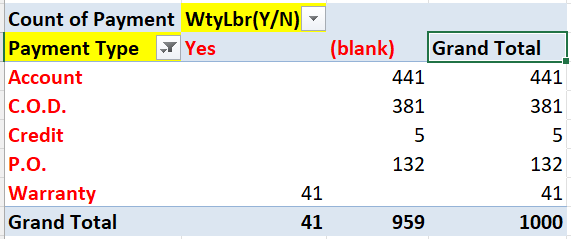 Count of Payment WtyLbr(Y/N)
Payment Type Yes (blank) Grand Total
Account 441 441
C.O.D. 381 381
Credit 5 5
P.O. 132 132
Warranty 41 41
Grand Total 41 959 1000